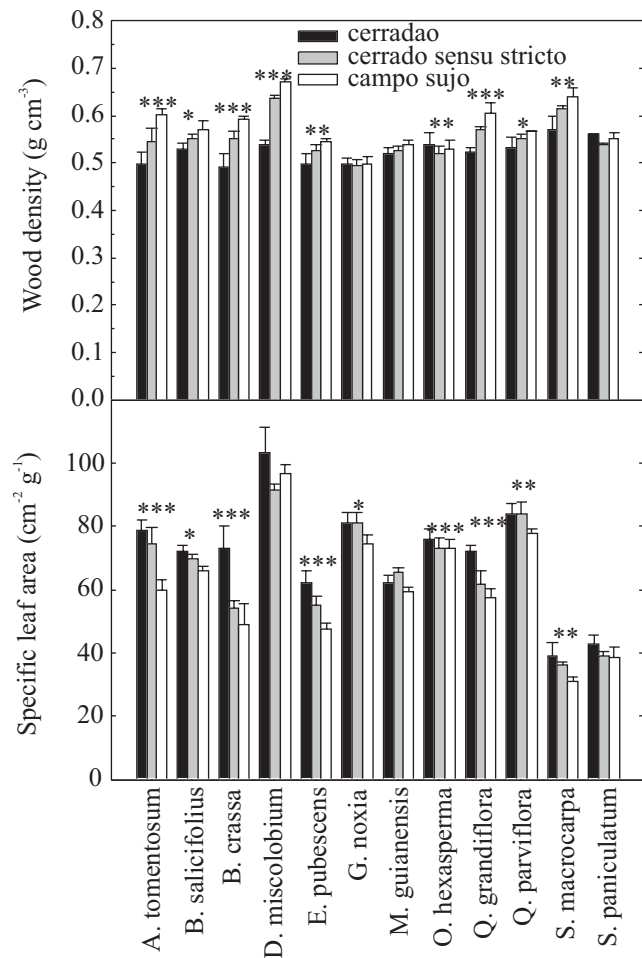 cerradao
cerrado sensu stricto
campo sujo
Wood density (g cm-3)
0.8
0.7
0.6
0.5
0.4
0.3
0.2
0.1
0.0
*** * *** *** ** ** *** * **
Specific leaf area (cm-2 g-1)
100
80
60
40
20
0
*** * *** *** * *** *** ** **
A. tomentosum
B. salicifolius
B. crassa
D. miscolobium
E. pubescens
G. noxia
M. guianensis
O. hexasperma
Q. grandiflora
Q. parviflora
S. macrocarpa
S. paniculatum